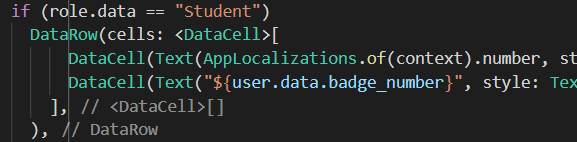 if (role.data == "Student")
DataRow(cells: <DataCell>[
DataCell(Text(AppLocalizations.of(context).number, st
DataCell(Text("${user.data.badge_number}", style: Tex
], // <DataCell>[]
), // DataRow